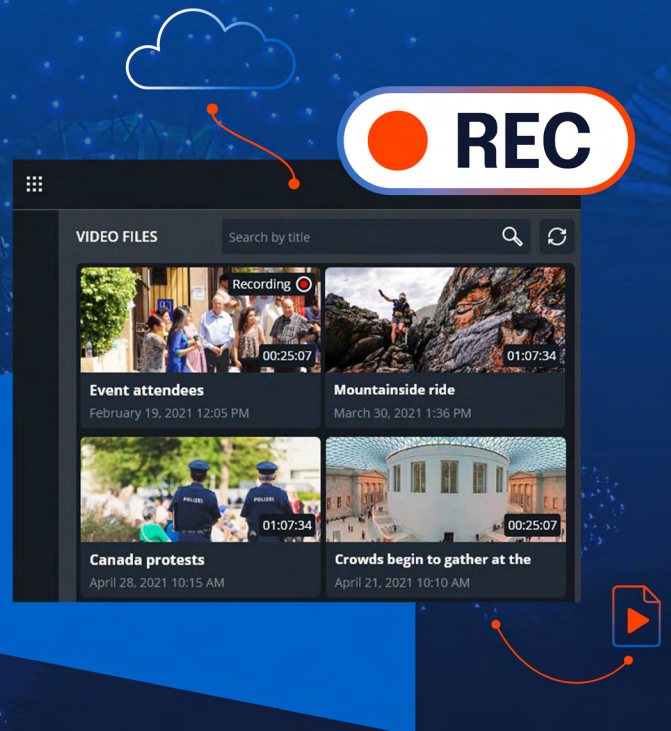 REC
VIDEO FILES
Search by title
Recording
00:25:07
01:07:34
Event attendees
Mountainside ride
February 19, 2021 12:05 PM
March 30, 2021 1:36 PM
POLIZEI
POLIZEI
01:07:34
00:25:07
Canada protests
Crowds begin to gather at the
April 28, 2021 10:15 AM
April 21, 2021 10:10 AM